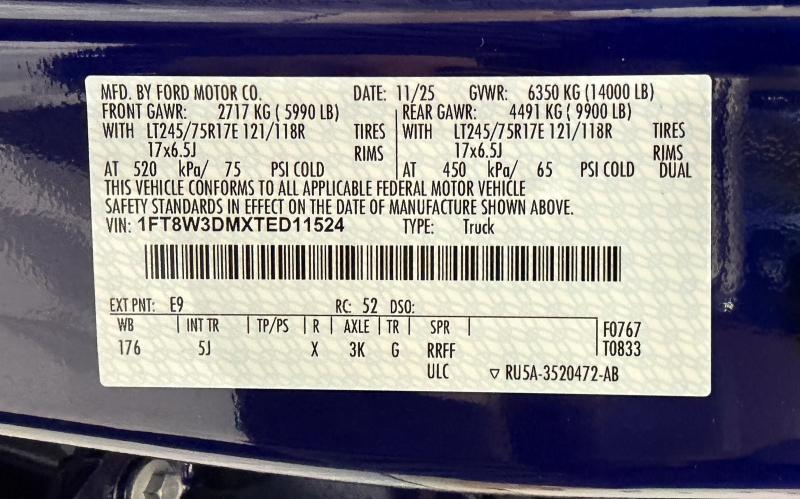 MFD. BY FORD MOTOR CO. DATE: 11/25 GVWR: 6350 KG (14000 LB)
FRONT GAWR: 2717 KG ( 5990 LB) REAR GAWR: 4491 KG ( 9900 LB)
WITH LT245/75R17E 121/118R TIRES WITH LT245/75R17E 121/118R TIRES
17x6.5J RIMS 17x6.5J RIMS
AT 520 kPa/ 75 PSI COLD AT 450 kPa/ 65 PSI COLD DUAL
THIS VEHICLE CONFORMS TO ALL APPLICABLE FEDERAL MOTOR VEHICLE
SAFETY STANDARDS IN EFFECT ON THE DATE OF MANUFACTURE SHOWN ABOVE.
VIN: 1FT8W3DMXTED11524 TYPE: Truck
EXT PNT: E9 RC: 52 DSO:
WB INT TR TP/PS R AXLE TR SPR F0767
176 5J X 3K G RRFF T0833
ULC ▽ RU5A-3520472-AB